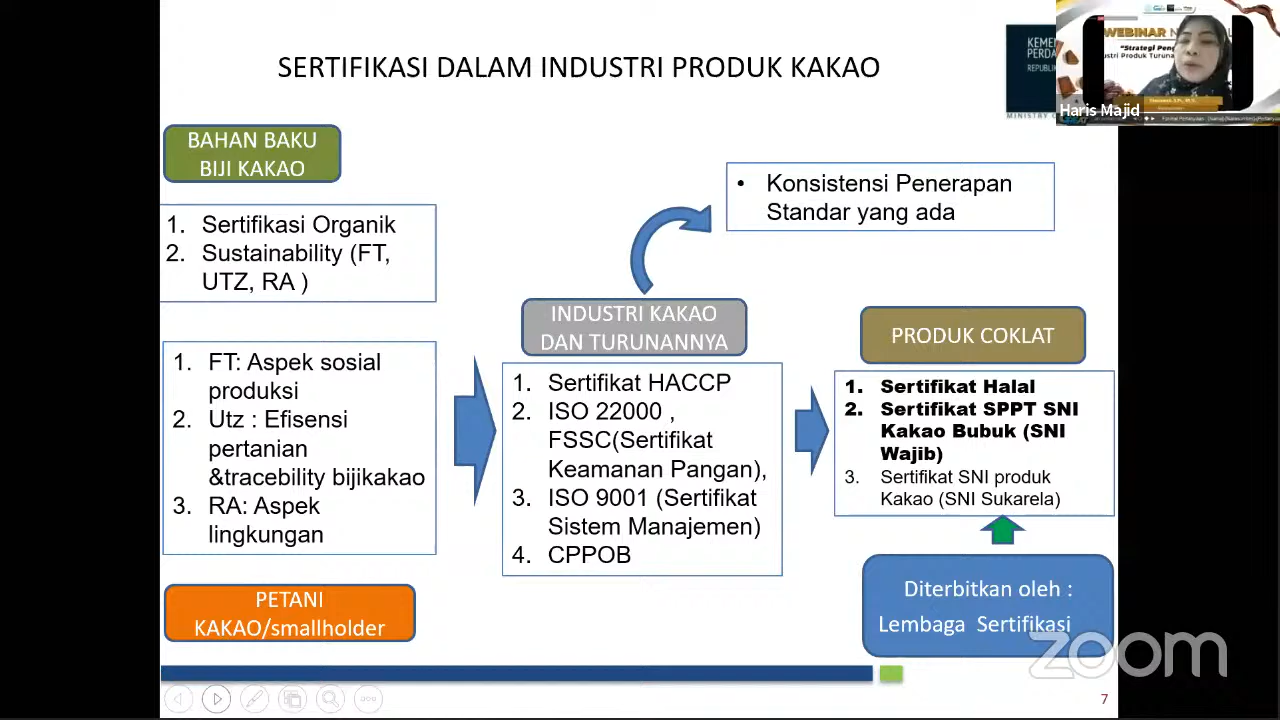 SERTIFIKASI DALAM INDUSTRI PRODUK KAKAO
BAHAN BAKU
BIJI KAKAO
1. Sertifikasi Organik
2. Sustainability (FT,
UTZ, RA )
1. FT: Aspek sosial
produksi
2. Utz : Efisensi
pertanian
&tracebility bijikakao
3. RA: Aspek
lingkungan
PETANI
KAKAO/smallholder
• Konsistensi Penerapan
Standar yang ada
INDUSTRI KAKAO
DAN TURUNANNYA
1. Sertifikat HACCP
2. ISO 22000 ,
FSSC(Sertifikat
Keamanan Pangan),
3. ISO 9001 (Sertifikat
Sistem Manajemen)
4. CPPOB
PRODUK COKLAT
1. Sertifikat Halal
2. Sertifikat SPPT SNI
Kakao Bubuk (SNI
Wajib)
3. Sertifikat SNI produk
Kakao (SNI Sukarela)
Diterbitkan oleh :
Lembaga Sertifikasi
zoom
7
WEBINAR
Haris Majid